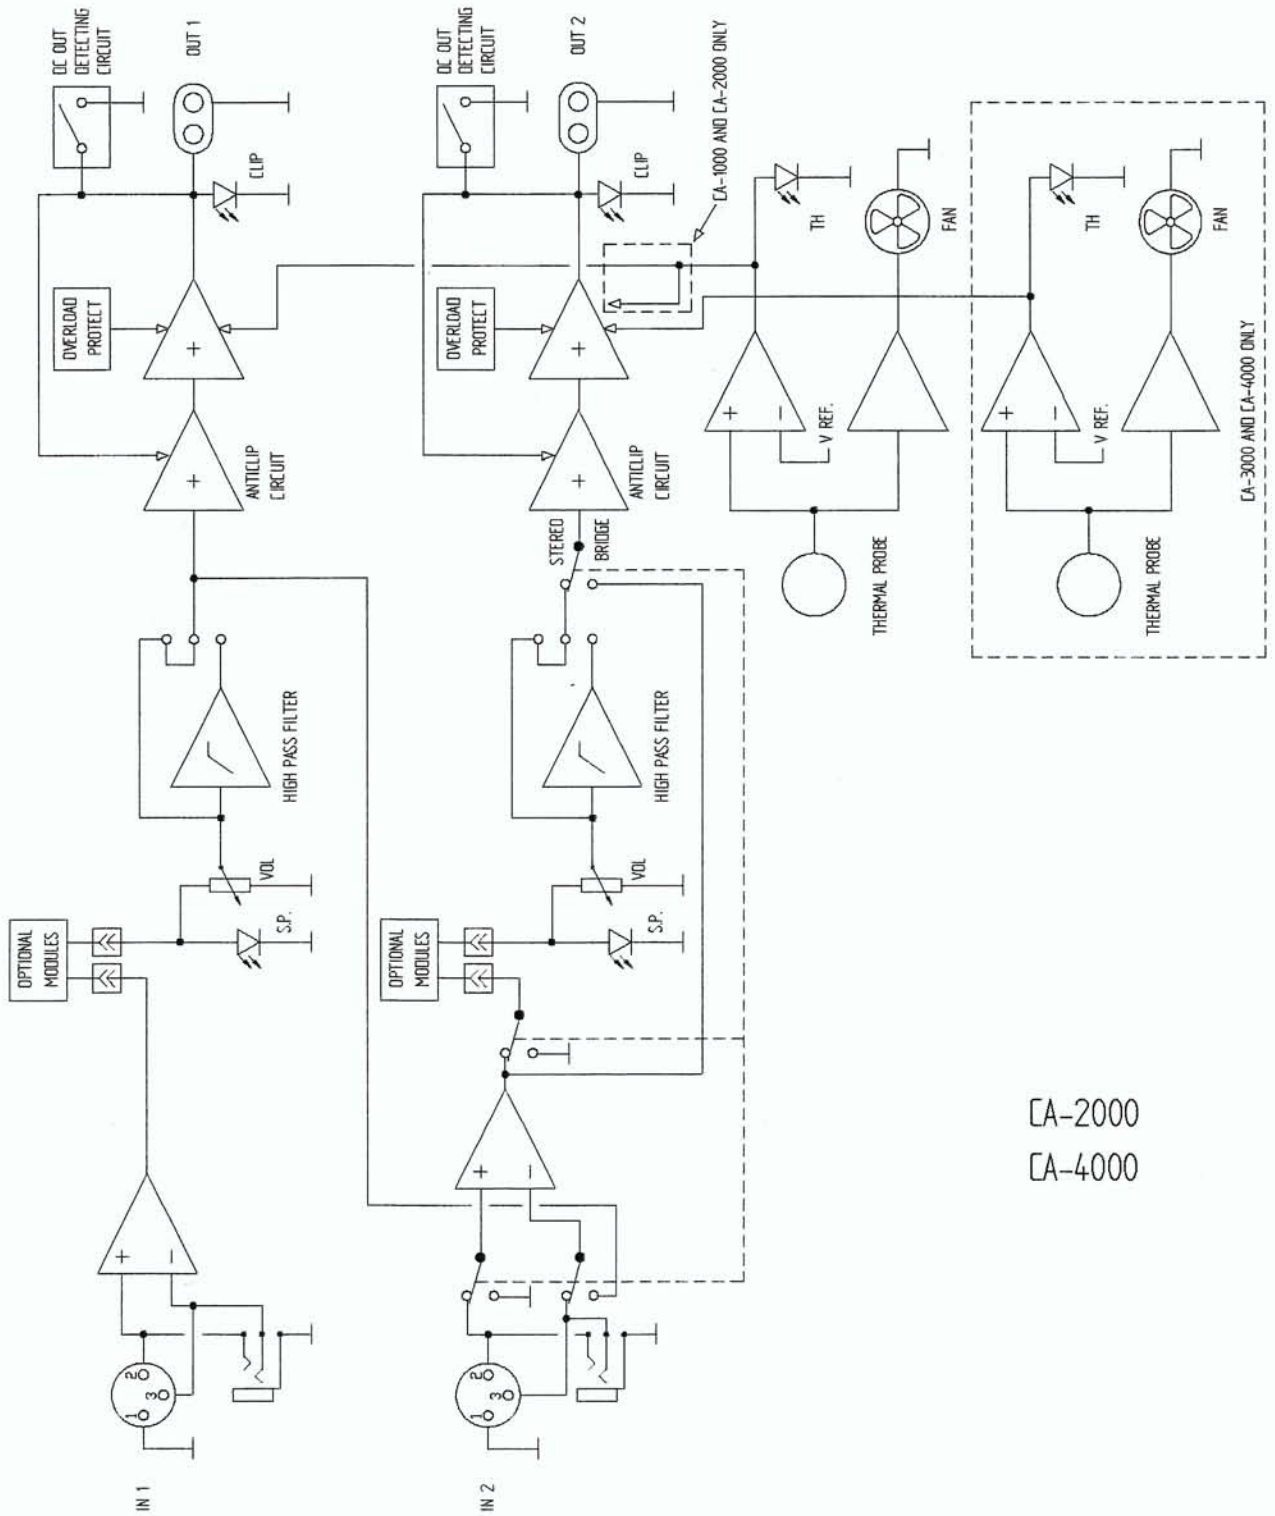 IN 1
1
2
3
+
−
OPTIONAL
MODULES
S.P.
VOL
HIGH PASS FILTER
+
ANTICLIP
CIRCUIT
OVERLOAD
PROTECT
+
CLIP
DC OUT
DETECTING
CIRCUIT
OUT 1
IN 2
1
2
3
+
−
OPTIONAL
MODULES
S.P.
VOL
HIGH PASS FILTER
STEREO
BRIDGE
+
ANTICLIP
CIRCUIT
OVERLOAD
PROTECT
+
CLIP
DC OUT
DETECTING
CIRCUIT
OUT 2
CA-1000 AND CA-2000 ONLY
THERMAL PROBE
+
−
V REF.
TH
FAN
THERMAL PROBE
+
−
V REF.
TH
FAN
CA-3000 AND CA-4000 ONLY
CA-2000
CA-4000